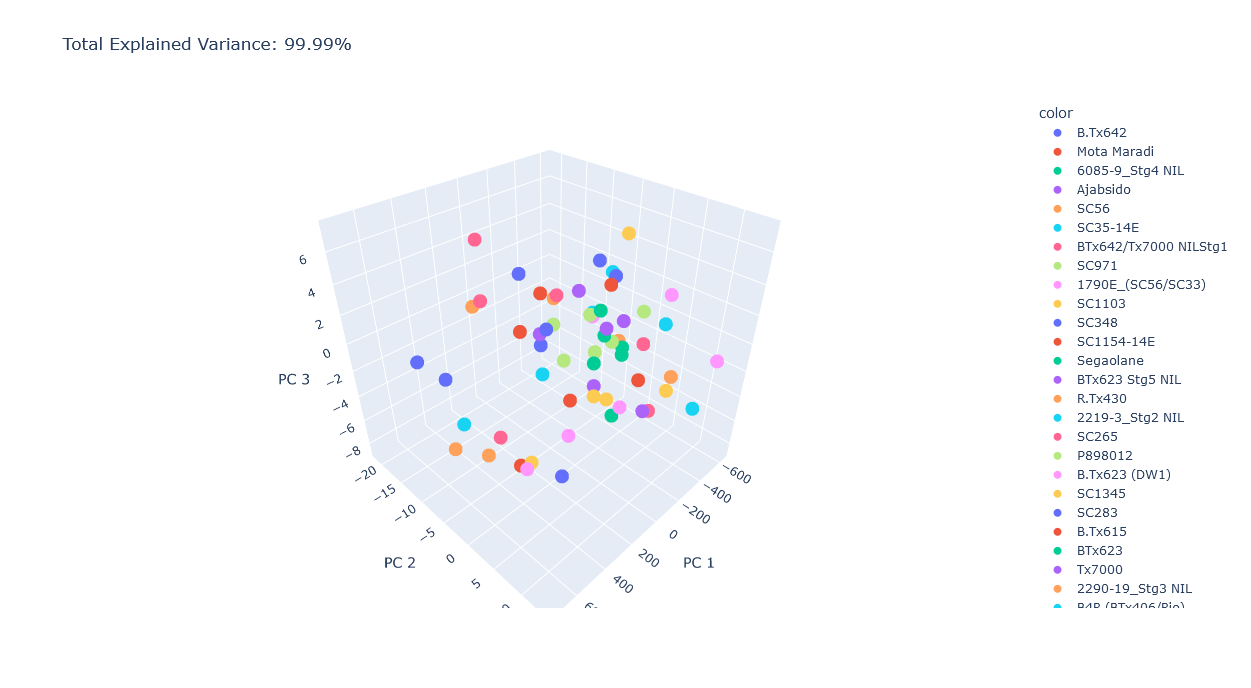 Total Explained Variance: 99.99%
color
B.Tx642
Mota Maradi
6085-9_Stg4 NIL
Ajabsido
SC56
SC35-14E
BTx642/Tx7000 NILStg1
SC971
1790E_(SC56/SC33)
SC1103
SC348
SC1154-14E
Segaolane
BTx623 Stg5 NIL
R.Tx430
2219-3_Stg2 NIL
SC265
P898012
B.Tx623 (DW1)
SC1345
SC283
B.Tx615
BTx623
Tx7000
2290-19_Stg3 NIL
6
4
2
0
−2
−4
−6
−8
PC 3
−20
−15
−10
−5
0
5
PC 2
−600
−400
−200
0
200
400
PC 1